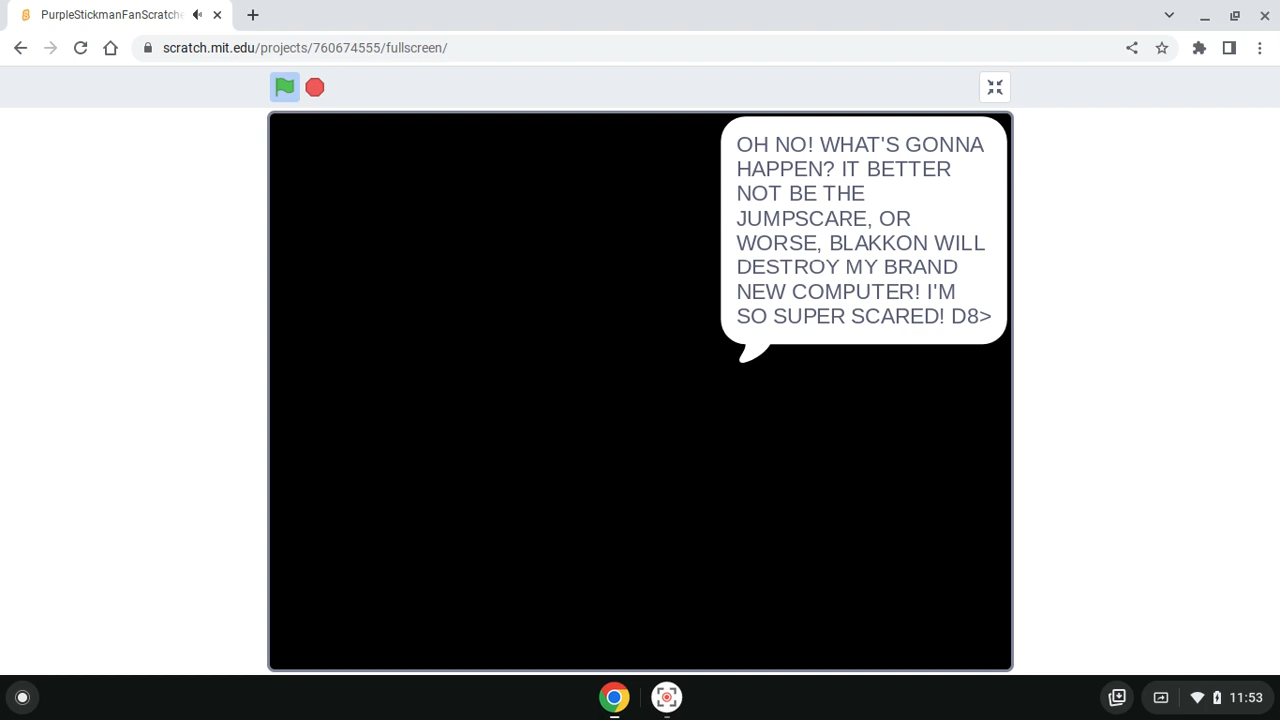 PurpleStickmanFanScratche
scratch.mit.edu/projects/760674555/fullscreen/
OH NO! WHAT'S GONNA
HAPPEN? IT BETTER
NOT BE THE
JUMPSCARE, OR
WORSE, BLAKKON WILL
DESTROY MY BRAND
NEW COMPUTER! I'M
SO SUPER SCARED! D8>
11:53